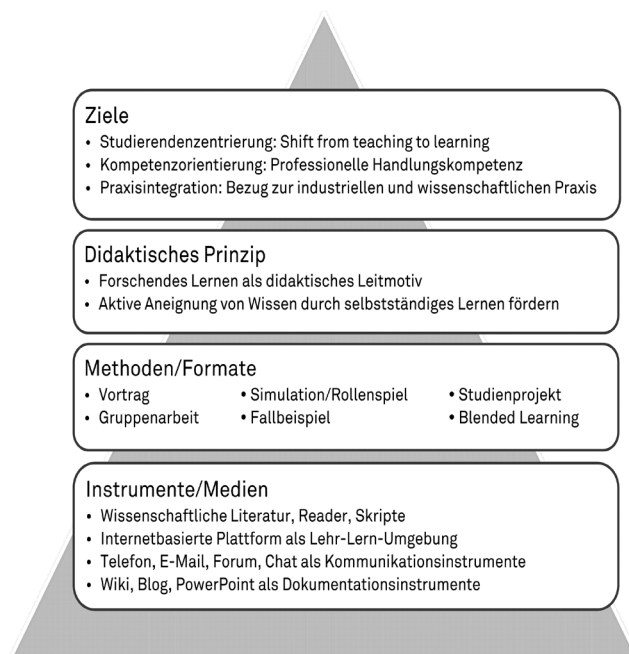 Ziele
• Studierendenzentrierung: Shift from teaching to learning
• Kompetenzorientierung: Professionelle Handlungskompetenz
• Praxisintegration: Bezug zur industriellen und wissenschaftlichen Praxis
Didaktisches Prinzip
• Forschendes Lernen als didaktisches Leitmotiv
• Aktive Aneignung von Wissen durch selbstständiges Lernen fördern
Methoden/Formate
• Vortrag • Simulation/Rollenspiel • Studienprojekt
• Gruppenarbeit • Fallbeispiel • Blended Learning
Instrumente/Medien
• Wissenschaftliche Literatur, Reader, Skripte
• Internetbasierte Plattform als Lehr-Lern-Umgebung
• Telefon, E-Mail, Forum, Chat als Kommunikationsinstrumente
• Wiki, Blog, PowerPoint als Dokumentationsinstrumente